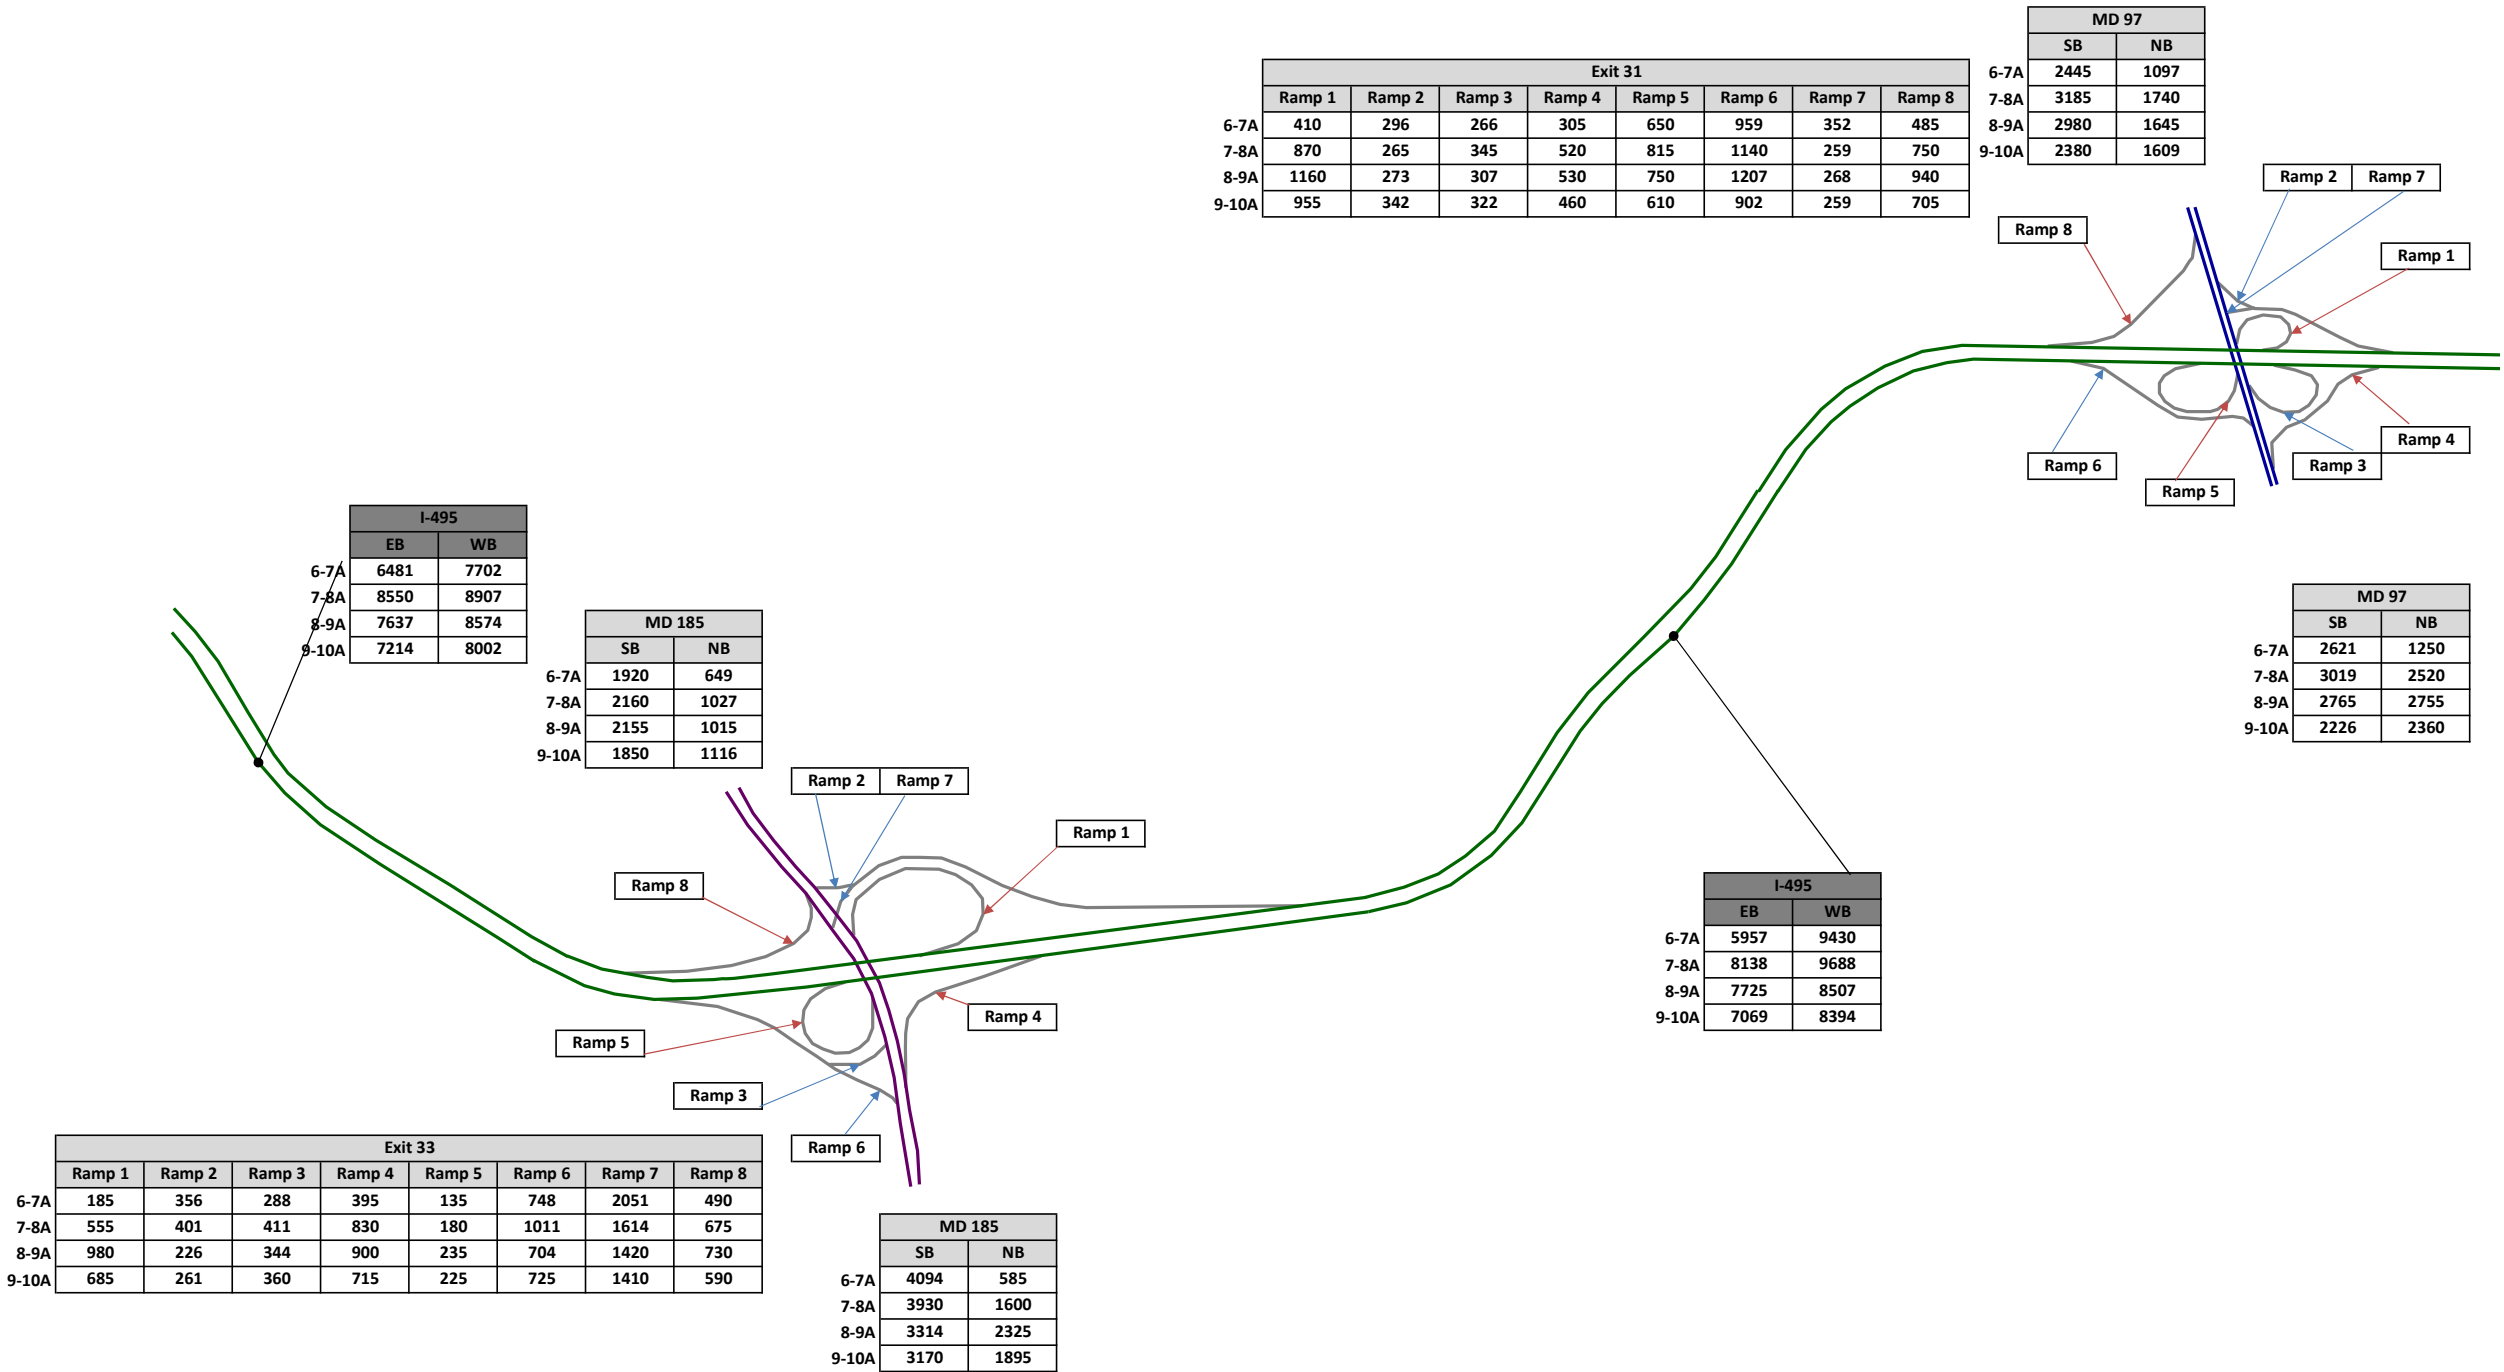 MD 97
SB NB
6-7A 2445 1097
7-8A 3185 1740
8-9A 2980 1645
9-10A 2380 1609
Exit 31
Ramp 1 Ramp 2 Ramp 3 Ramp 4 Ramp 5 Ramp 6 Ramp 7 Ramp 8
6-7A 410 296 266 305 650 959 352 485
7-8A 870 265 345 520 815 1140 259 750
8-9A 1160 273 307 530 750 1207 268 940
9-10A 955 342 322 460 610 902 259 705
Ramp 2 Ramp 7
Ramp 8
Ramp 1
Ramp 4
Ramp 6
Ramp 3
Ramp 5
I-495
EB WB
6-7A 6481 7702
7-8A 8550 8907
8-9A 7637 8574
9-10A 7214 8002
MD 185
SB NB
6-7A 1920 649
7-8A 2160 1027
8-9A 2155 1015
9-10A 1850 1116
MD 97
SB NB
6-7A 2621 1250
7-8A 3019 2520
8-9A 2765 2755
9-10A 2226 2360
Ramp 2 Ramp 7
Ramp 1
Ramp 8
Ramp 4
Ramp 5
Ramp 3
Ramp 6
I-495
EB WB
6-7A 5957 9430
7-8A 8138 9688
8-9A 7725 8507
9-10A 7069 8394
Exit 33
Ramp 1 Ramp 2 Ramp 3 Ramp 4 Ramp 5 Ramp 6 Ramp 7 Ramp 8
6-7A 185 356 288 395 135 748 2051 490
7-8A 555 401 411 830 180 1011 1614 675
8-9A 980 226 344 900 235 704 1420 730
9-10A 685 261 360 715 225 725 1410 590
MD 185
SB NB
6-7A 4094 585
7-8A 3930 1600
8-9A 3314 2325
9-10A 3170 1895